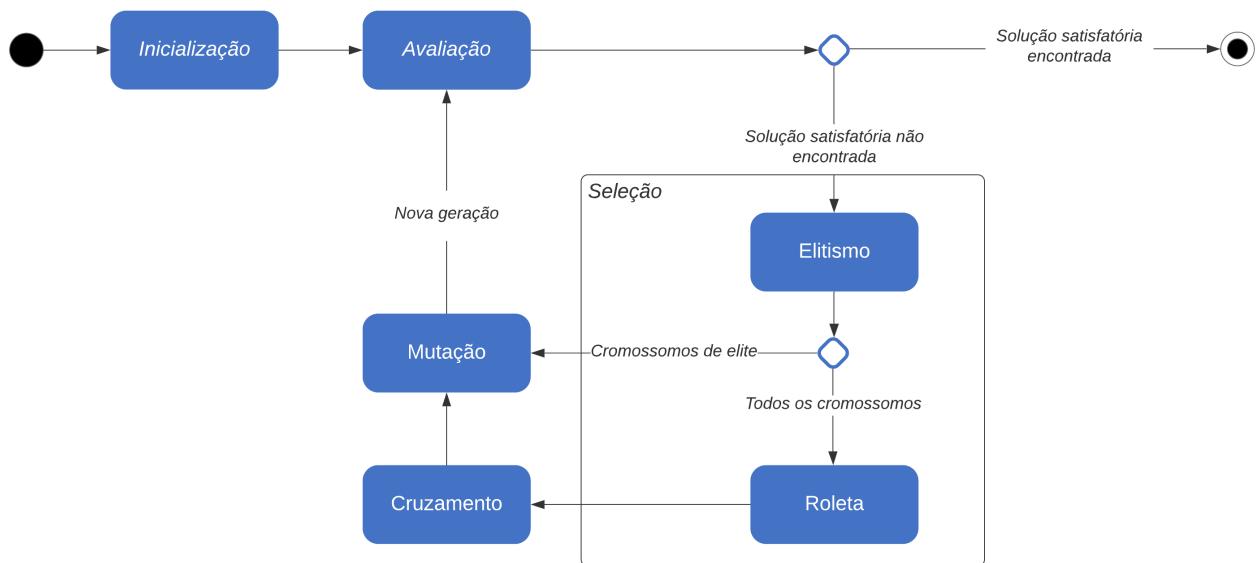 Inicialização
Avaliação
Solução satisfatória
encontrada
Solução satisfatória não
encontrada
Seleção
Nova geração
Elitismo
Mutação
Cromossomos de elite
Todos os cromossomos
Cruzamento
Roleta